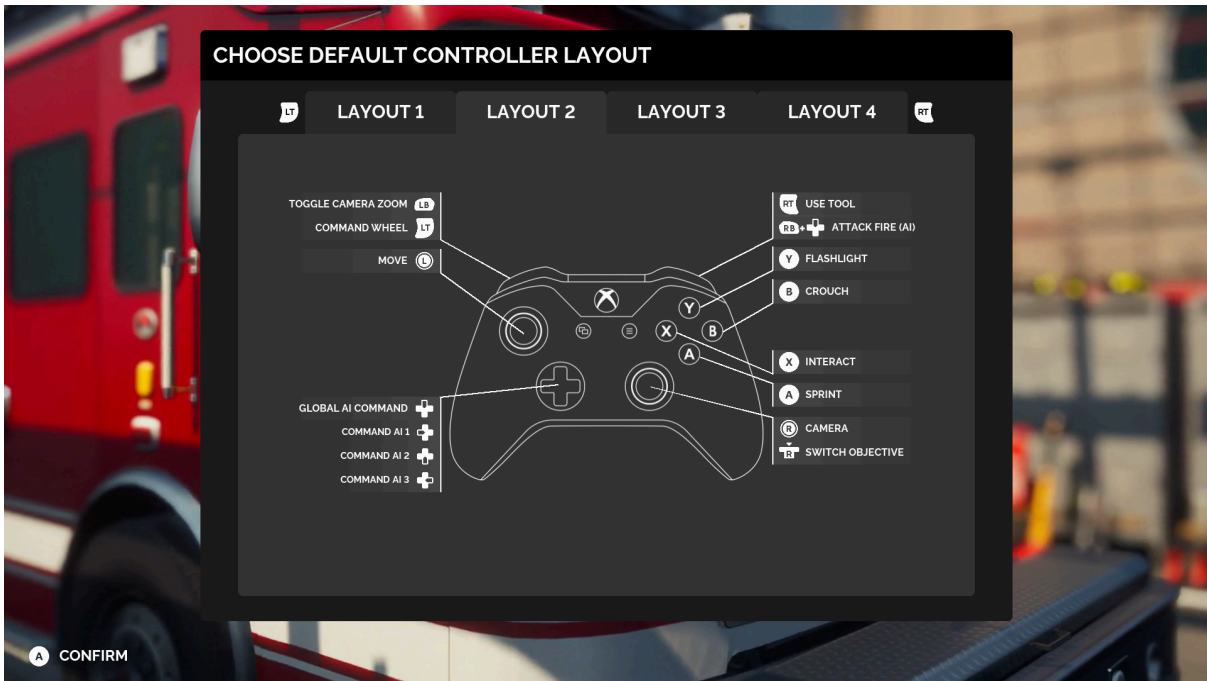 CHOOSE DEFAULT CONTROLLER LAYOUT
LT LAYOUT 1 LAYOUT 2 LAYOUT 3 LAYOUT 4 RT
TOGGLE CAMERA ZOOM LB
COMMAND WHEEL LT
MOVE L
RT USE TOOL
RB + ATTACK FIRE (AI)
Y FLASHLIGHT
B CROUCH
Y
X B
A
X INTERACT
A SPRINT
GLOBAL AI COMMAND
COMMAND AI 1
COMMAND AI 2
COMMAND AI 3
R CAMERA
R SWITCH OBJECTIVE
A CONFIRM